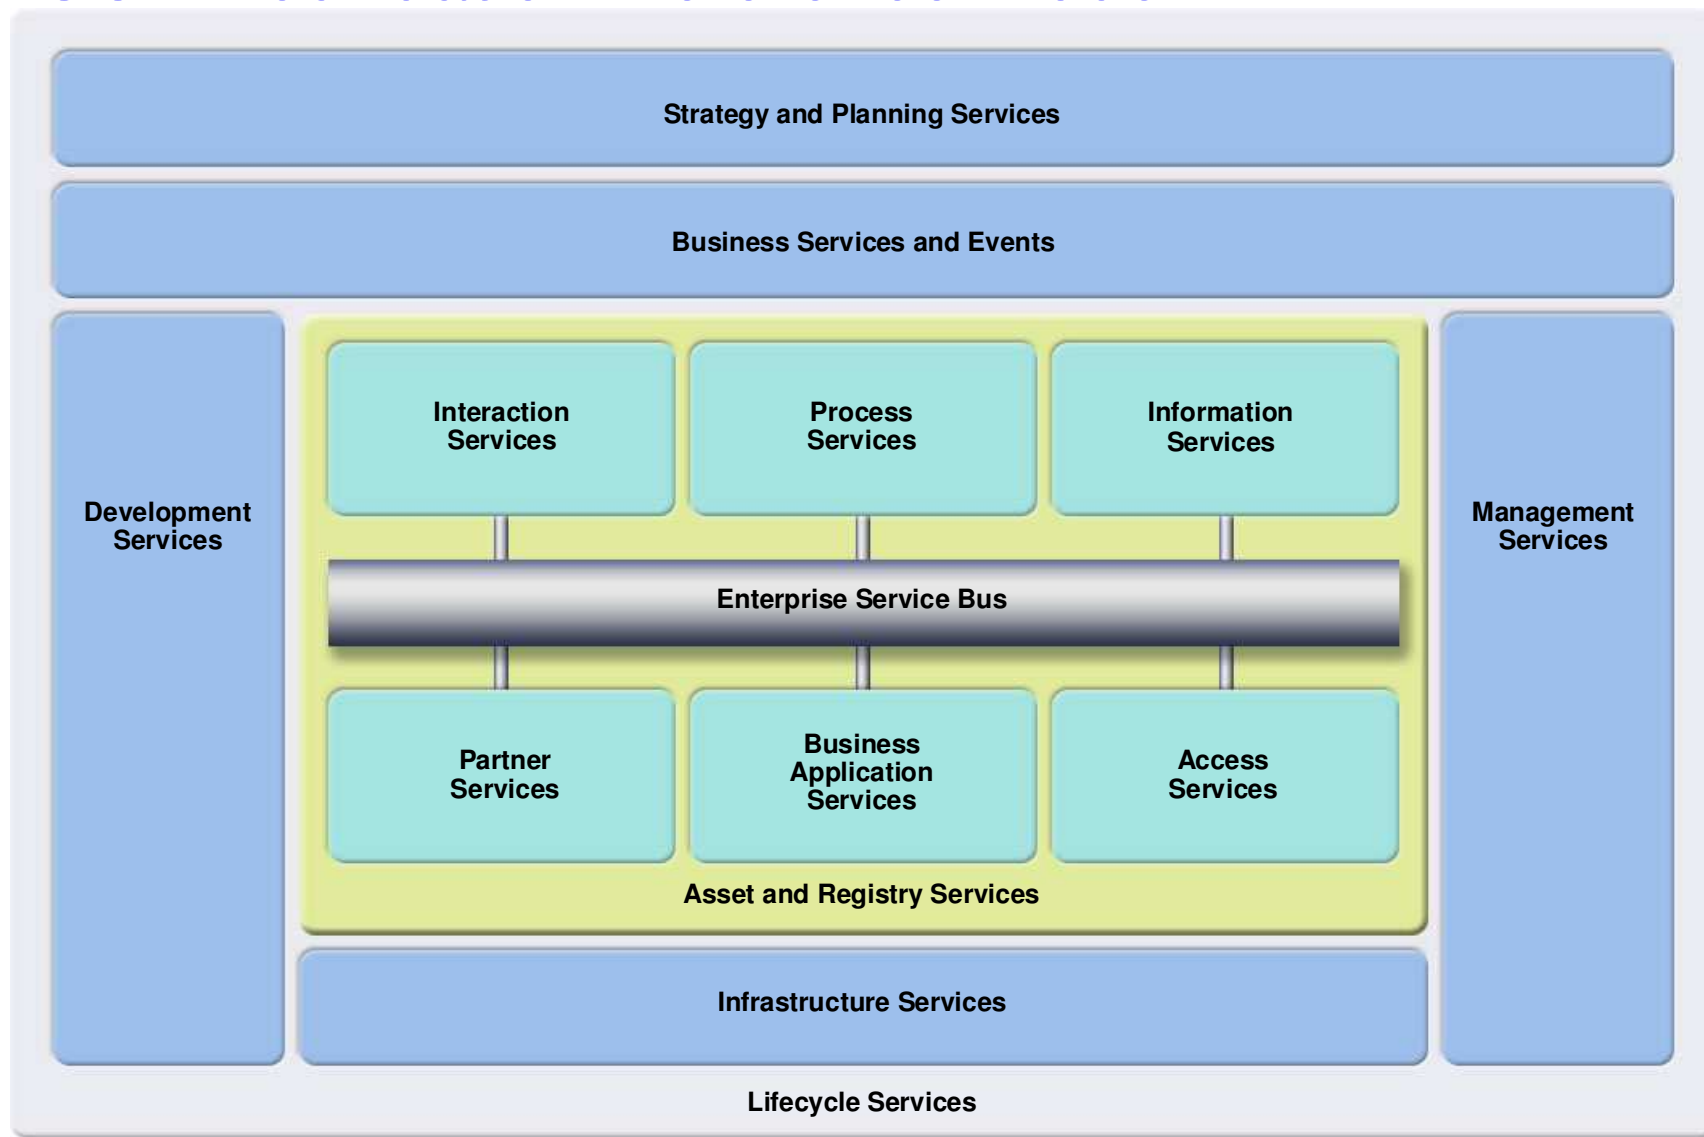 Strategy and Planning Services
Business Services and Events
Development
Services
Interaction
Services
Process
Services
Information
Services
Management
Services
Enterprise Service Bus
Partner
Services
Business
Application
Services
Access
Services
Asset and Registry Services
Infrastructure Services
Lifecycle Services